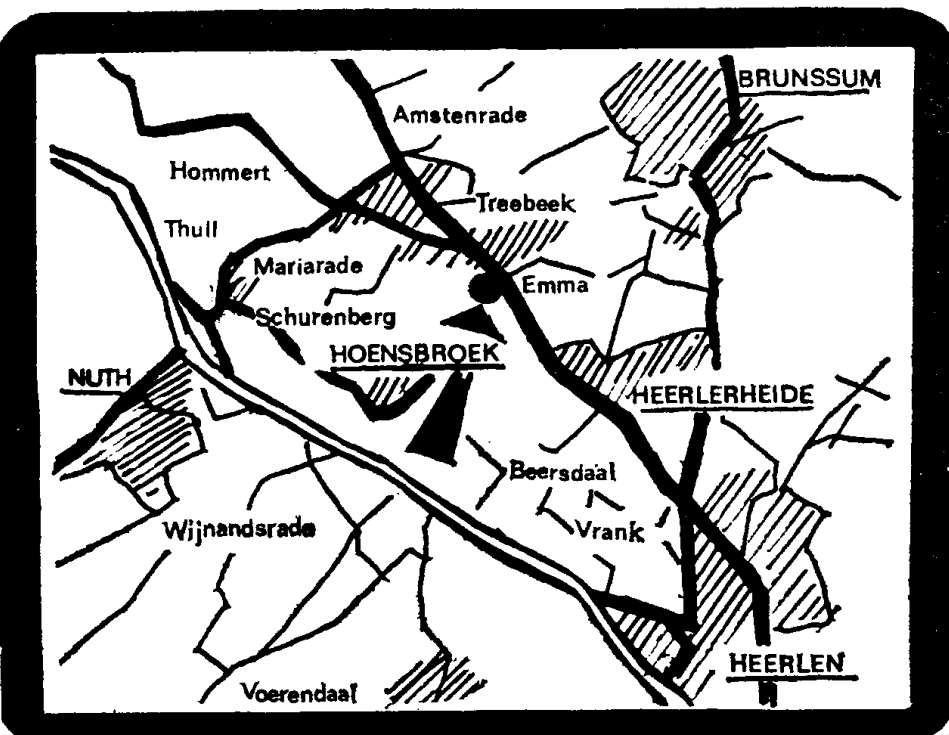 BRUNSSUM
Amstenrade
Hommert
Treebeek
Thull
Mariarade
Emma
Schurenberg
HOENSBROEK
NUTH
HEERLERHEIDE
Beersdaal
Wijnandsrade
Vrank
HEERLEN
Voerendaal